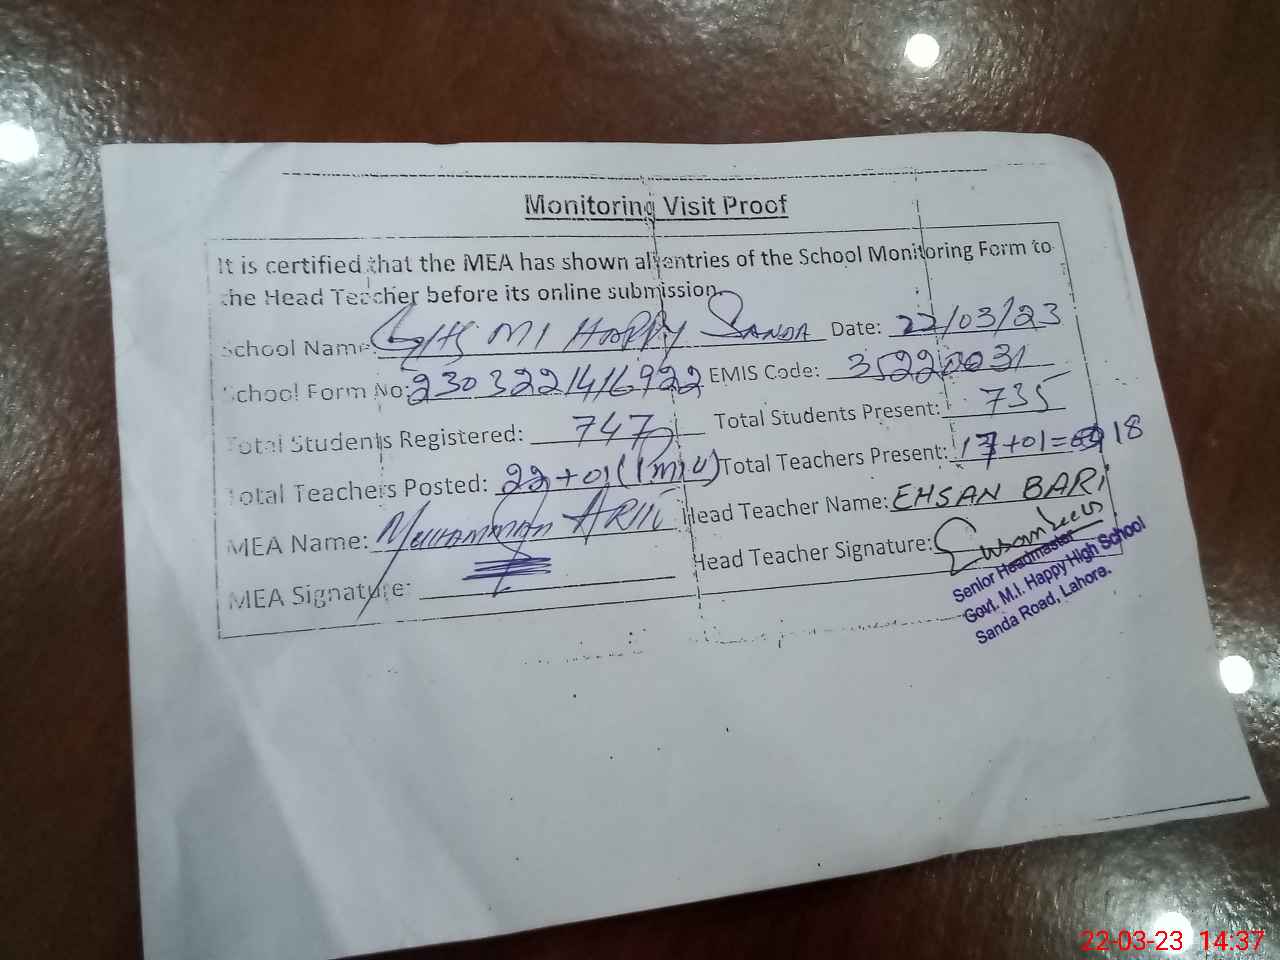 Monitoring Visit Proof
It is certified that the MEA has shown all entries of the School Monitoring Form to
the Head Teacher before its online submission.
School Name: GHS MI HAPPY SANDA Date: 22/03/23
School Form No: 230322141692​2 EMIS Code: 35220031
Total Students Registered: 747 Total Students Present: 735
Total Teachers Posted: 22+01 Total Teachers Present: 17+01= 18
MEA Name: Muhammad Head Teacher Name: EHSAN BARI
MEA Signature: Head Teacher Signature:
Senior Headmaster
Govt. M.I. Happy High School
Sanda Road, Lahore.
22-03-23 14:37